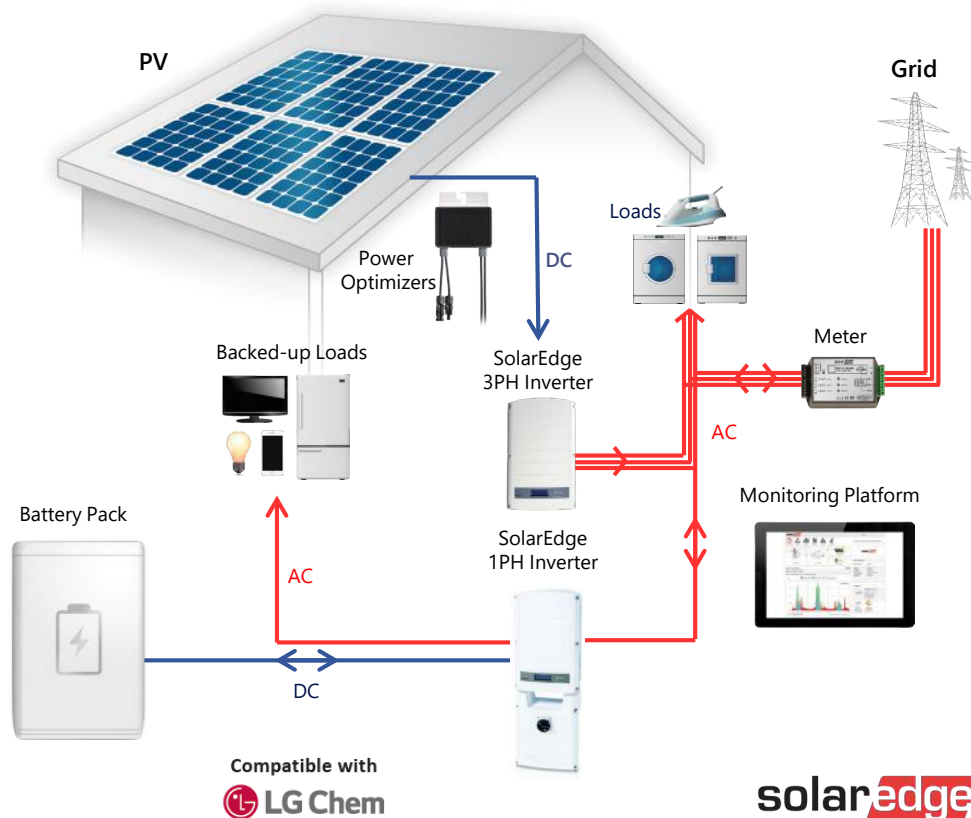 PV
Grid
Loads
Power
Optimizers
DC
Meter
Backed-up Loads
SolarEdge
3PH Inverter
AC
Monitoring Platform
Battery Pack
SolarEdge
1PH Inverter
AC
DC
Compatible with
LG Chem
solaredge